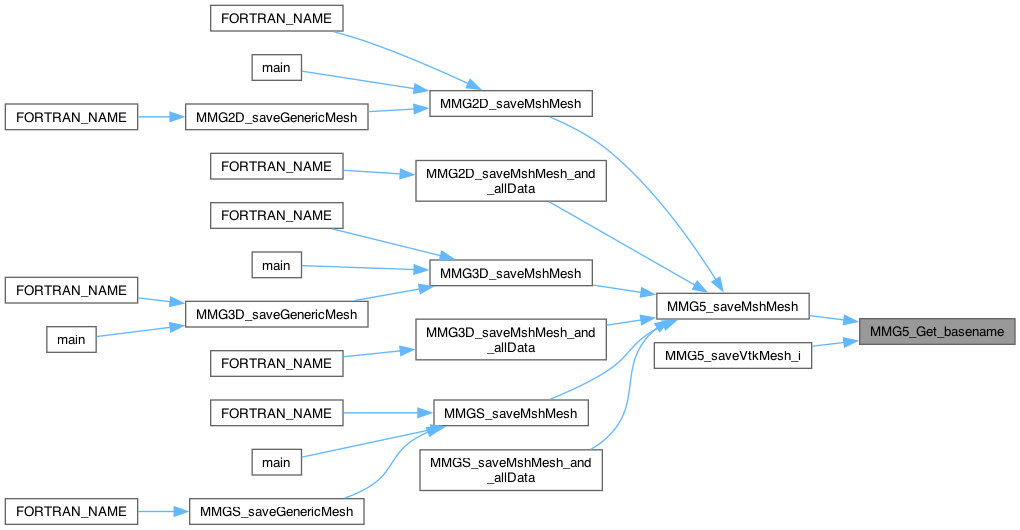 FORTRAN_NAME
main
MMG2D_saveMshMesh
FORTRAN_NAME
MMG2D_saveGenericMesh
FORTRAN_NAME
MMG2D_saveMshMesh_and
_allData
FORTRAN_NAME
main
MMG3D_saveMshMesh
FORTRAN_NAME
MMG3D_saveGenericMesh
main
MMG5_saveMshMesh
MMG5_Get_basename
MMG3D_saveMshMesh_and
_allData
FORTRAN_NAME
MMG5_saveVtkMesh_i
FORTRAN_NAME
MMGS_saveMshMesh
main
MMGS_saveMshMesh_and
_allData
FORTRAN_NAME
MMGS_saveGenericMesh